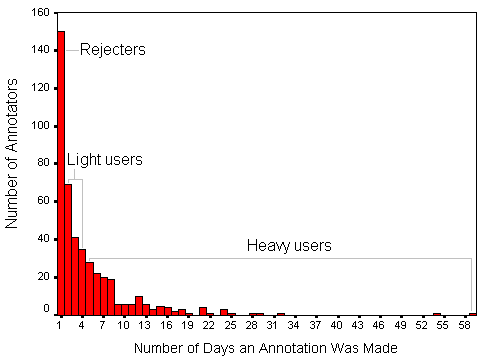 160
140
Rejecters
120
100
80
Light users
60
40
Heavy users
20
0
1 4 7 10 13 16 19 22 25 28 31 34 37 40 43 46 49 52 55 58
Number of Annotators
Number of Days an Annotation Was Made